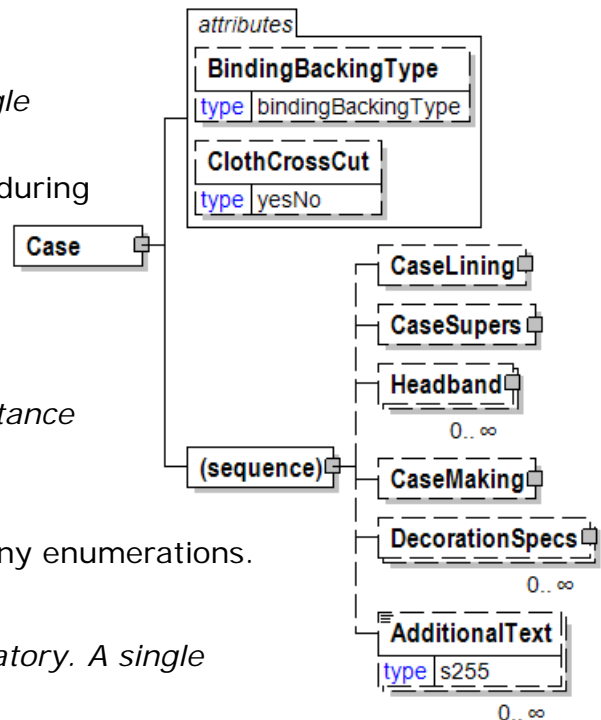 attributes
BindingBackingType
type bindingBackingType
gle
ClothCrossCut
during
type yesNo
Case
CaseLining
CaseSupers
Headband
tance
0.. ∞
(sequence)
CaseMaking
DecorationSpecs
ny enumerations.
0.. ∞
AdditionalText
atory. A single
type s255
0.. ∞